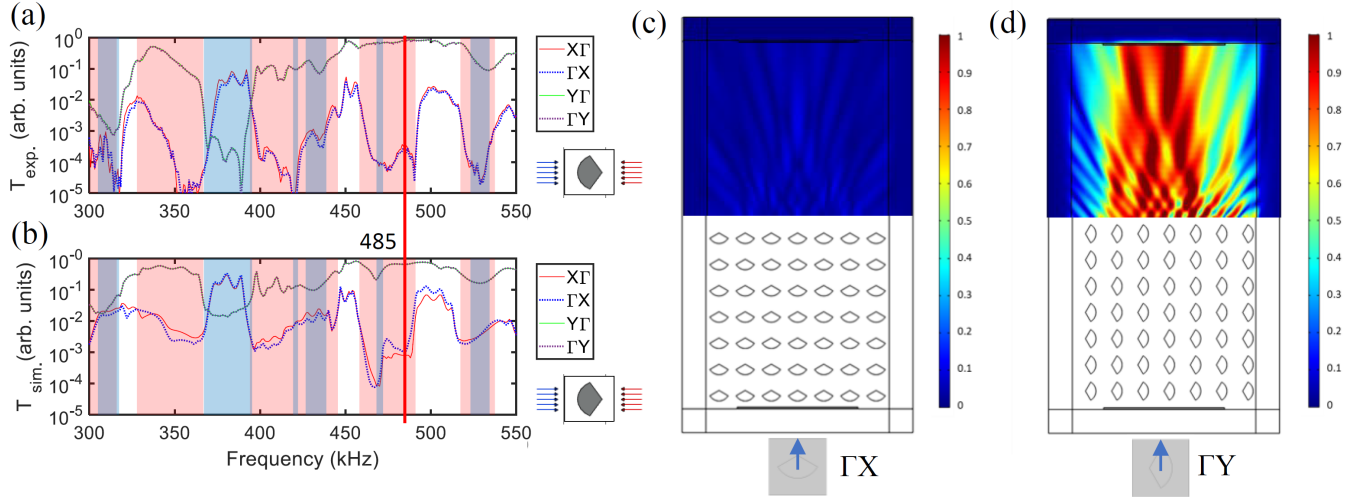 (a)
T_exp. (arb. units)
10^0
10^-1
10^-2
10^-3
10^-4
10^-5
300 350 400 450 500 550
XΓ
ΓX
YΓ
ΓY
(b)
485
T_sim. (arb. units)
10^-0
10^-1
10^-2
10^-3
10^-4
10^-5
300 350 400 450 500 550
Frequency (kHz)
XΓ
ΓX
YΓ
ΓY
(c)
1
0.9
0.8
0.7
0.6
0.5
0.4
0.3
0.2
0.1
0
ΓX
(d)
1
0.9
0.8
0.7
0.6
0.5
0.4
0.3
0.2
0.1
0
ΓY